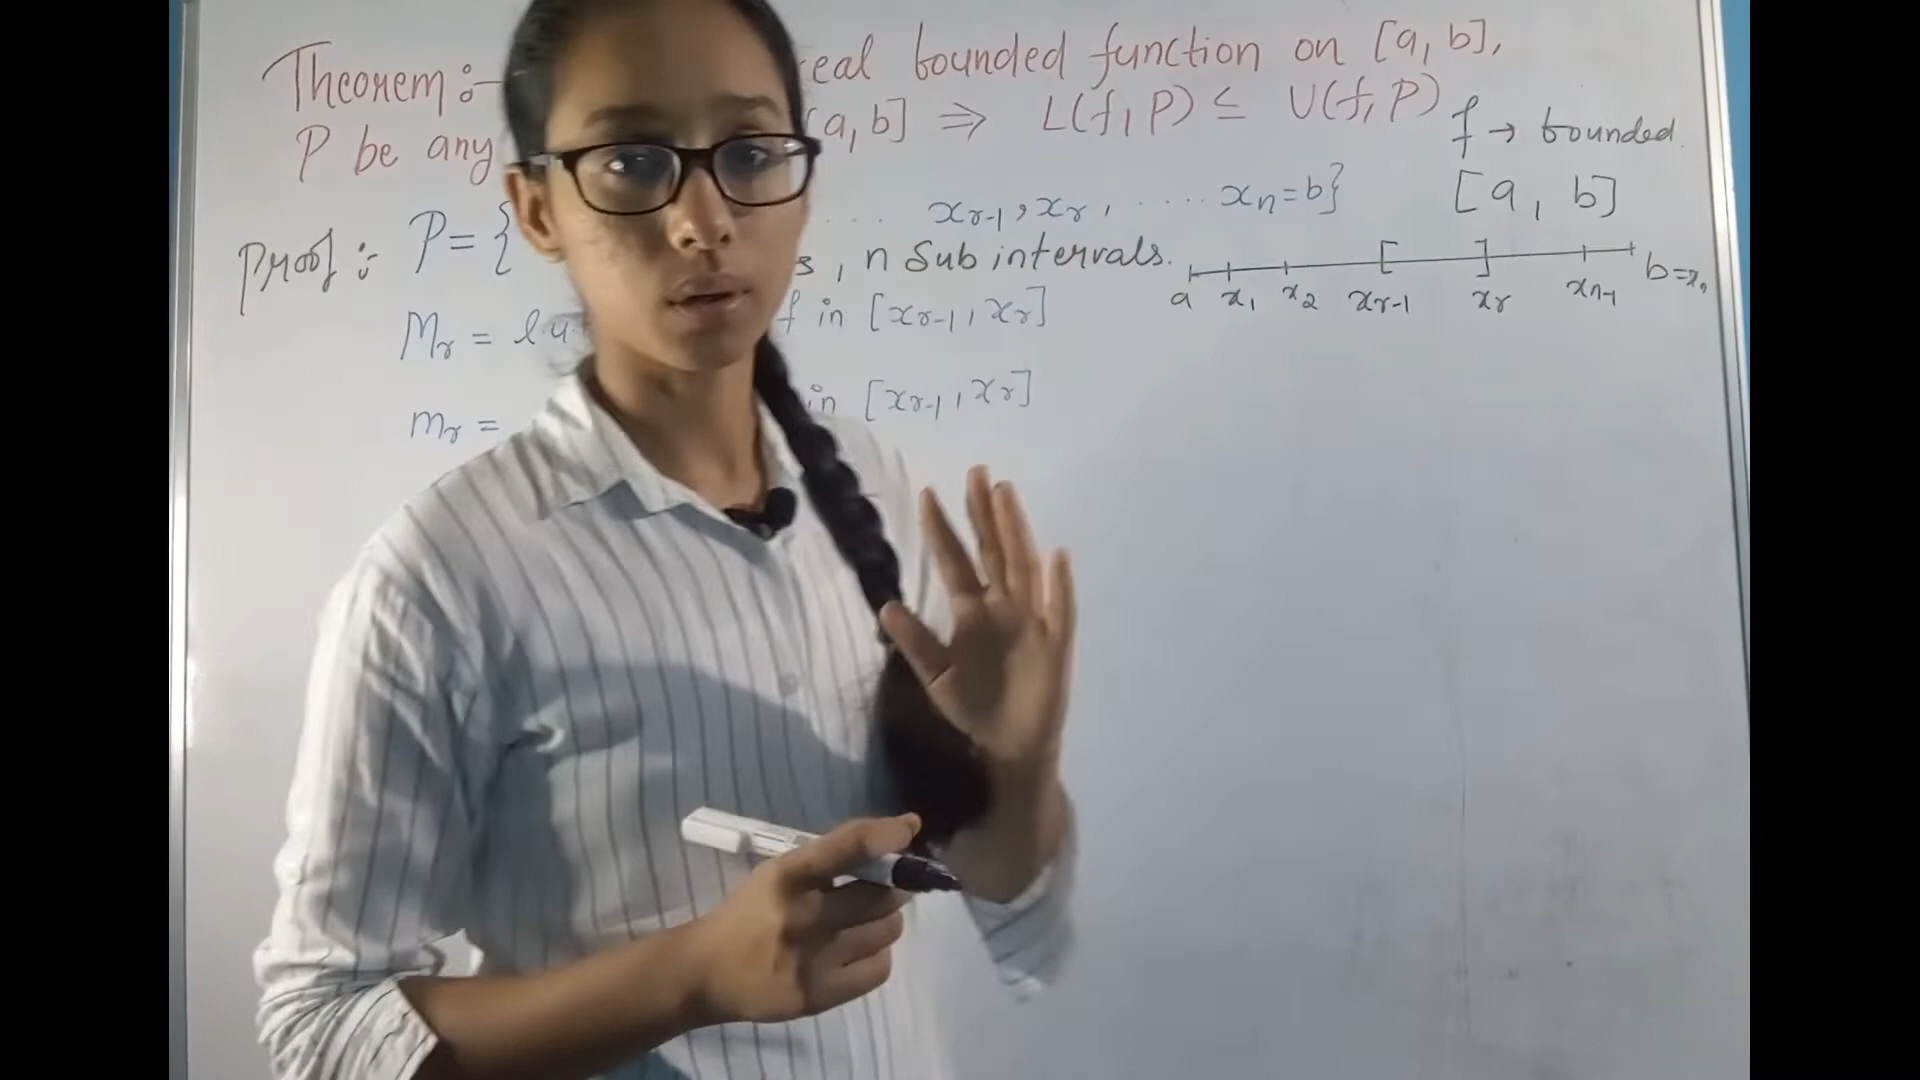 Theorem :- real bounded function on [a, b],
P be any [a, b] ⇒ L(f, P) ≤ U(f, P)
f → bounded.
[a, b]
Proof :- P = { .... xr-1, xr, .... xn = b}
, n Sub intervals.
a x1 x2 xr-1 xr xn-1 b = xn
Mr = l.u. f in [xr-1, xr]
mr = in [xr-1, xr]